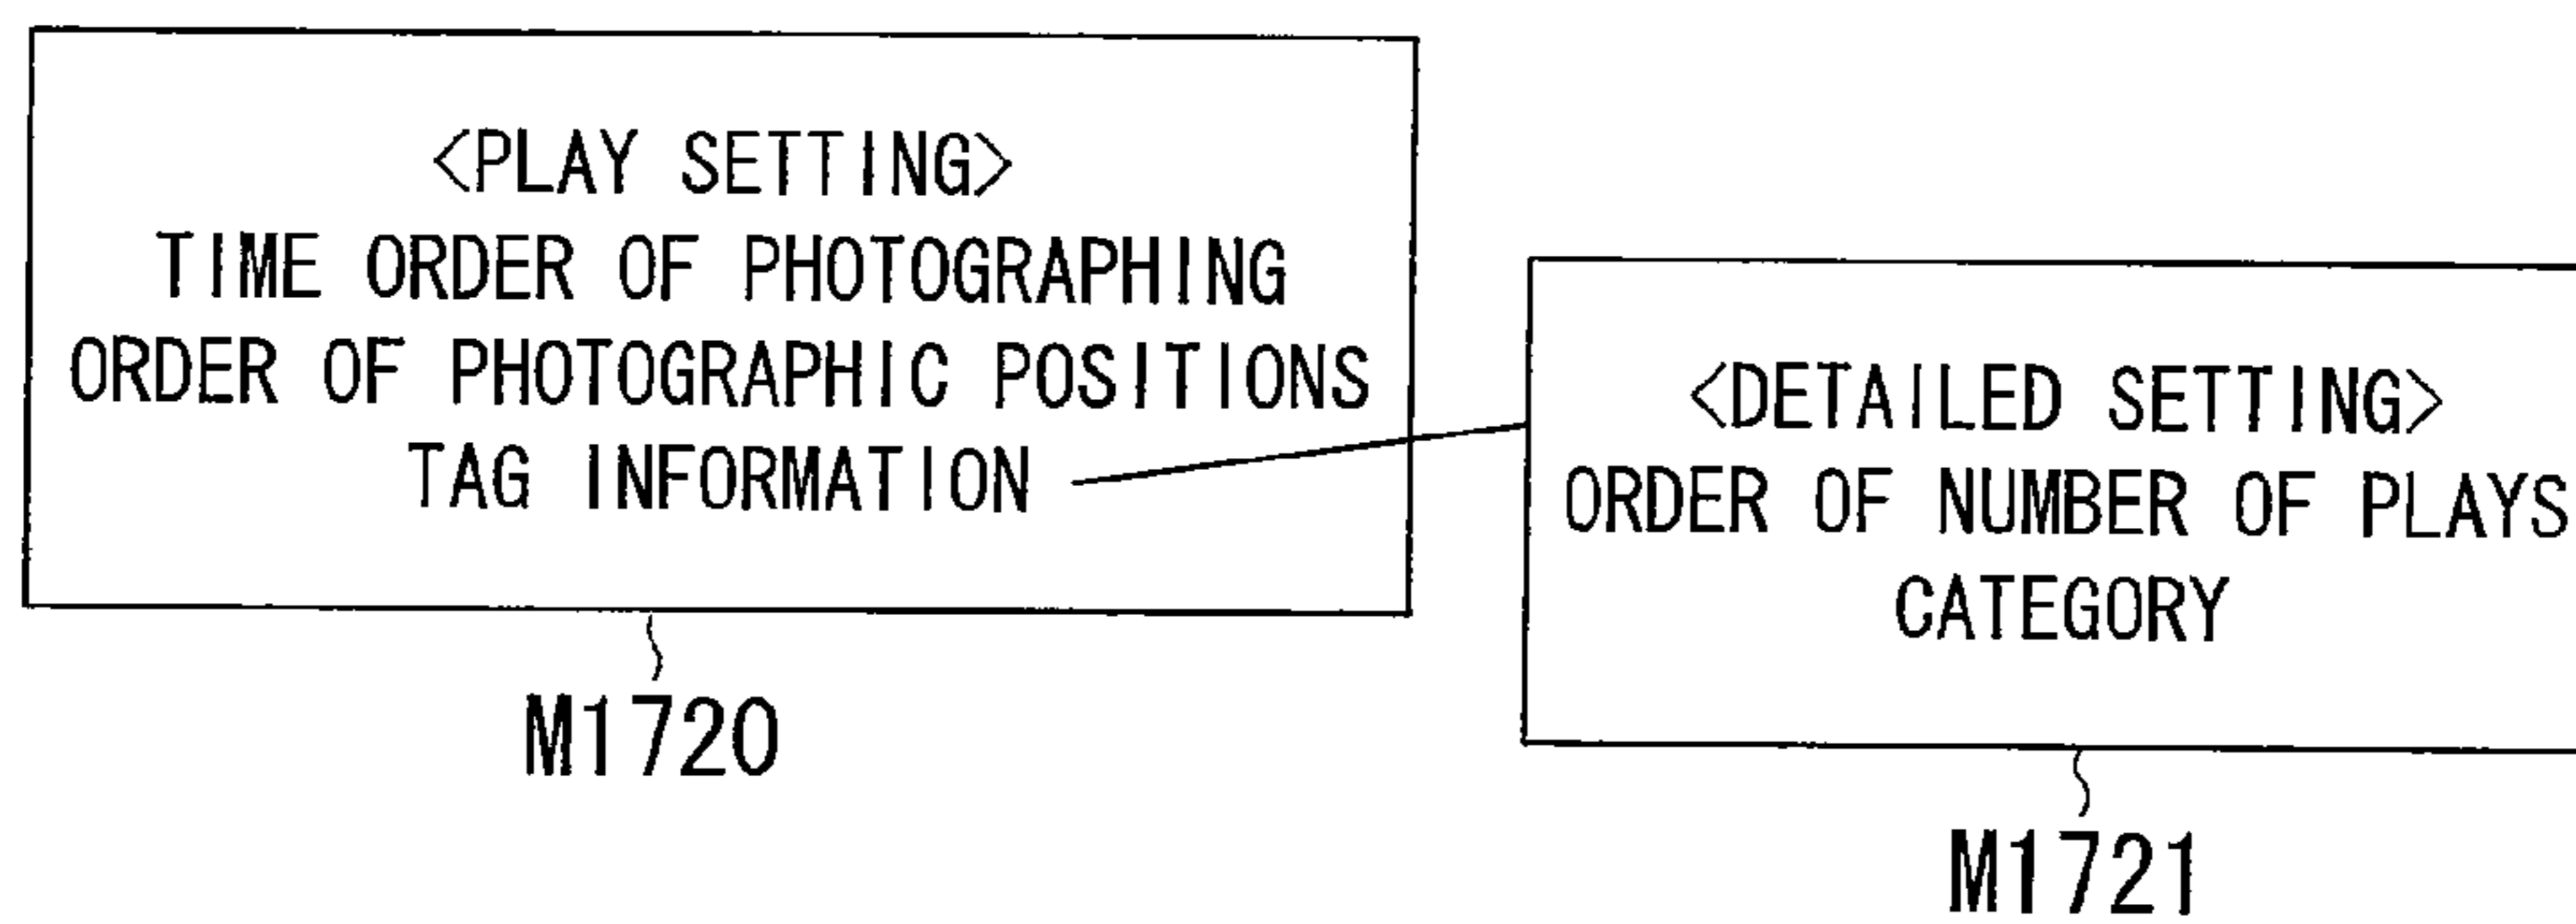 <PLAY SETTING>
TIME ORDER OF PHOTOGRAPHING
ORDER OF PHOTOGRAPHIC POSITIONS
TAG INFORMATION
M1720
<DETAILED SETTING>
ORDER OF NUMBER OF PLAYS
CATEGORY
M1721